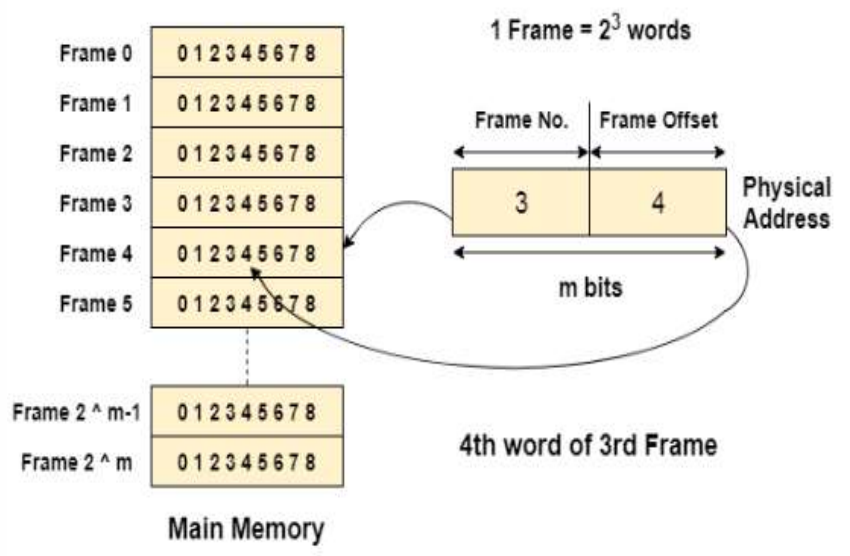 1 Frame = 2^3 words
Frame 0 0 1 2 3 4 5 6 7 8
Frame 1 0 1 2 3 4 5 6 7 8
Frame 2 0 1 2 3 4 5 6 7 8
Frame 3 0 1 2 3 4 5 6 7 8
Frame 4 0 1 2 3 4 5 6 7 8
Frame 5 0 1 2 3 4 5 6 7 8
Frame 2 ^ m-1 0 1 2 3 4 5 6 7 8
Frame 2 ^ m 0 1 2 3 4 5 6 7 8
Main Memory
Frame No. Frame Offset
3 4
Physical
Address
m bits
4th word of 3rd Frame